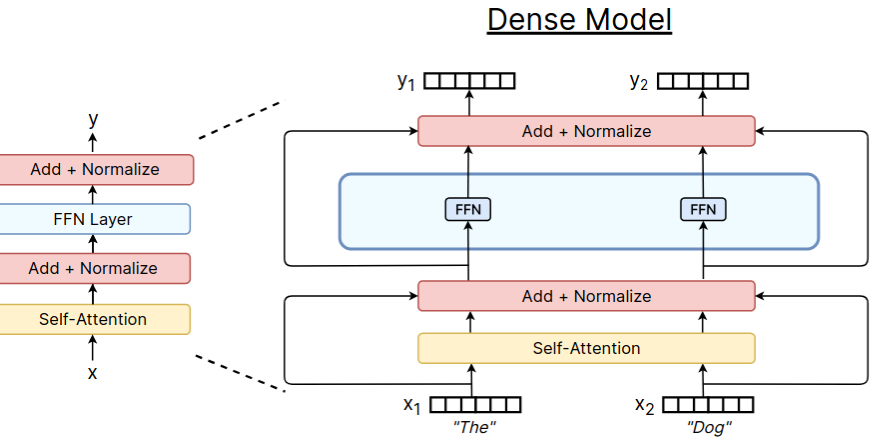 Dense Model
y
Add + Normalize
FFN Layer
Add + Normalize
Self-Attention
x
y1 y2
Add + Normalize
FFN FFN
Add + Normalize
Self-Attention
x1 x2
"The" "Dog"